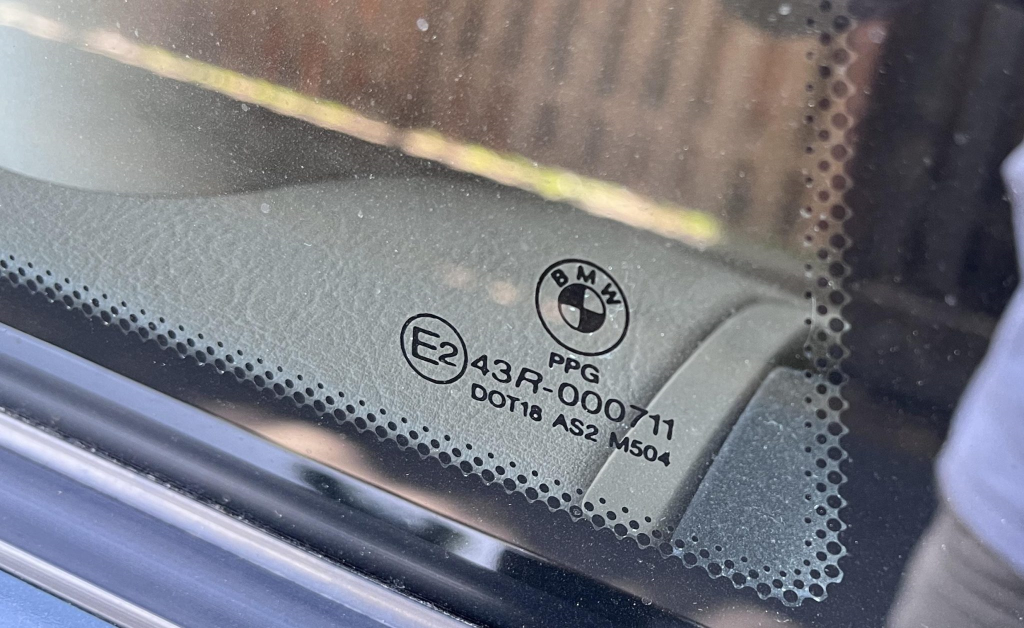 BMW
PPG
E2 43R-000711
DOT18 AS2 M504